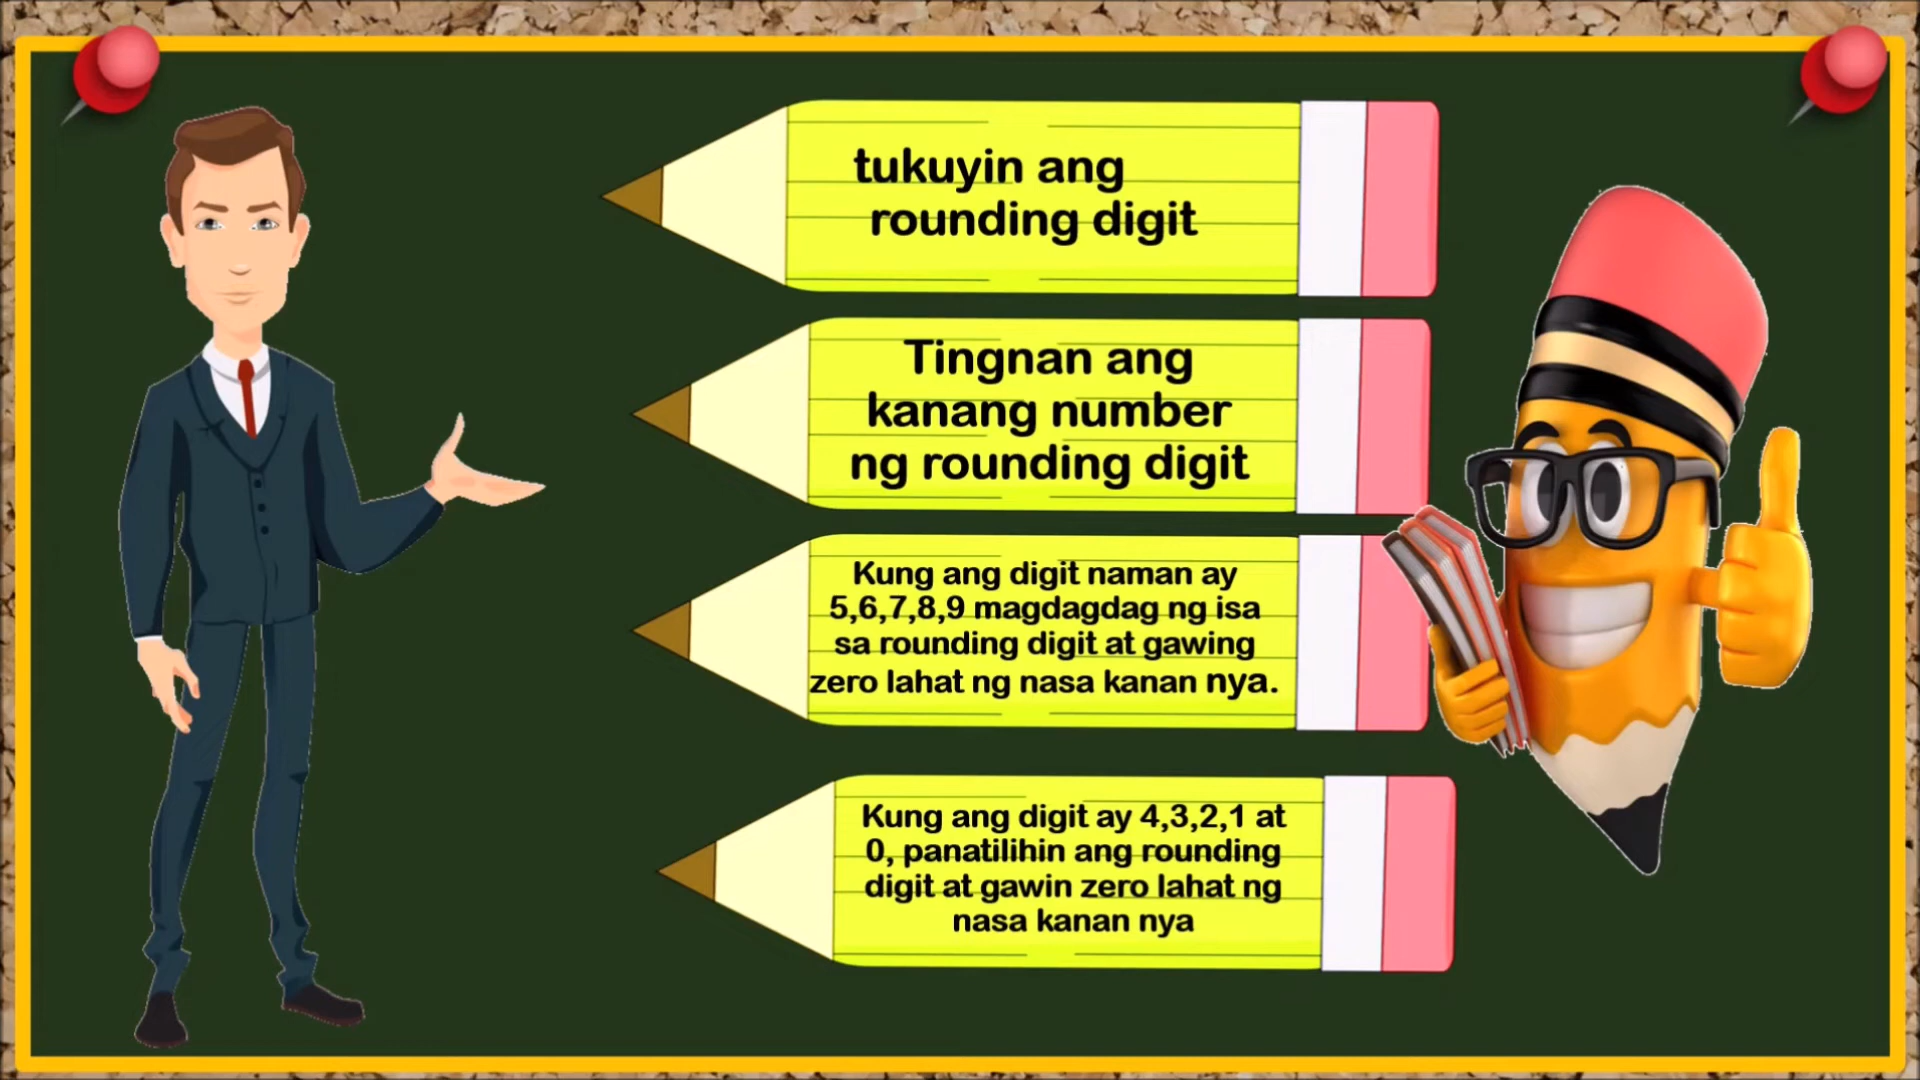 tukuyin ang
rounding digit
Tingnan ang
kanang number
ng rounding digit
Kung ang digit naman ay
5,6,7,8,9 magdagdag ng isa
sa rounding digit at gawing
zero lahat ng nasa kanan nya.
Kung ang digit ay 4,3,2,1 at
0, panatilihin ang rounding
digit at gawin zero lahat ng
nasa kanan nya